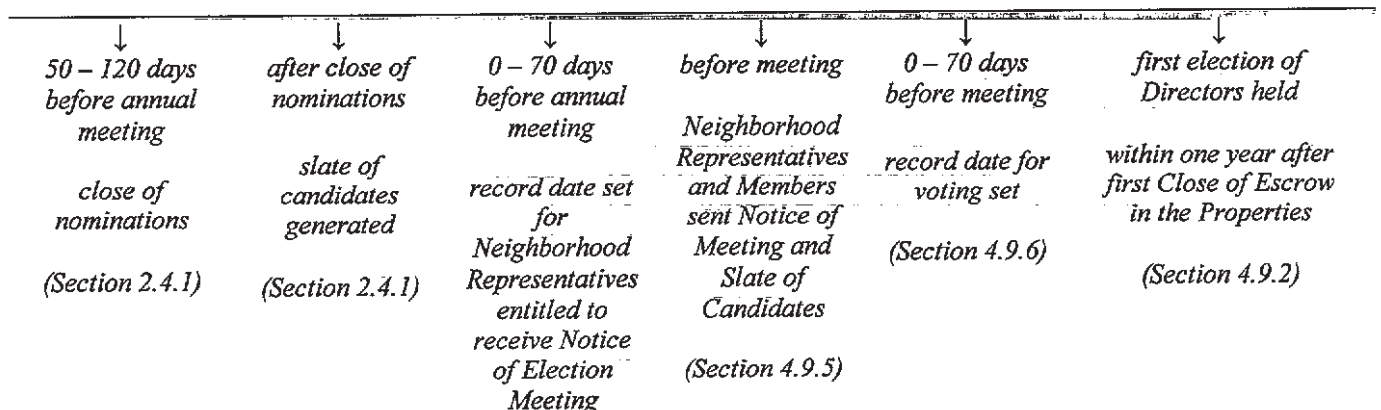 50 – 120 days
before annual
meeting
close of
nominations
(Section 2.4.1)
after close of
nominations
slate of
candidates
generated
(Section 2.4.1)
0 – 70 days
before annual
meeting
record date set
for
Neighborhood
Representatives
entitled to
receive Notice
of Election
Meeting
before meeting
Neighborhood
Representatives
and Members
sent Notice of
Meeting and
Slate of
Candidates
(Section 4.9.5)
0 – 70 days
before meeting
record date for
voting set
(Section 4.9.6)
first election of
Directors held
within one year after
first Close of Escrow
in the Properties
(Section 4.9.2)